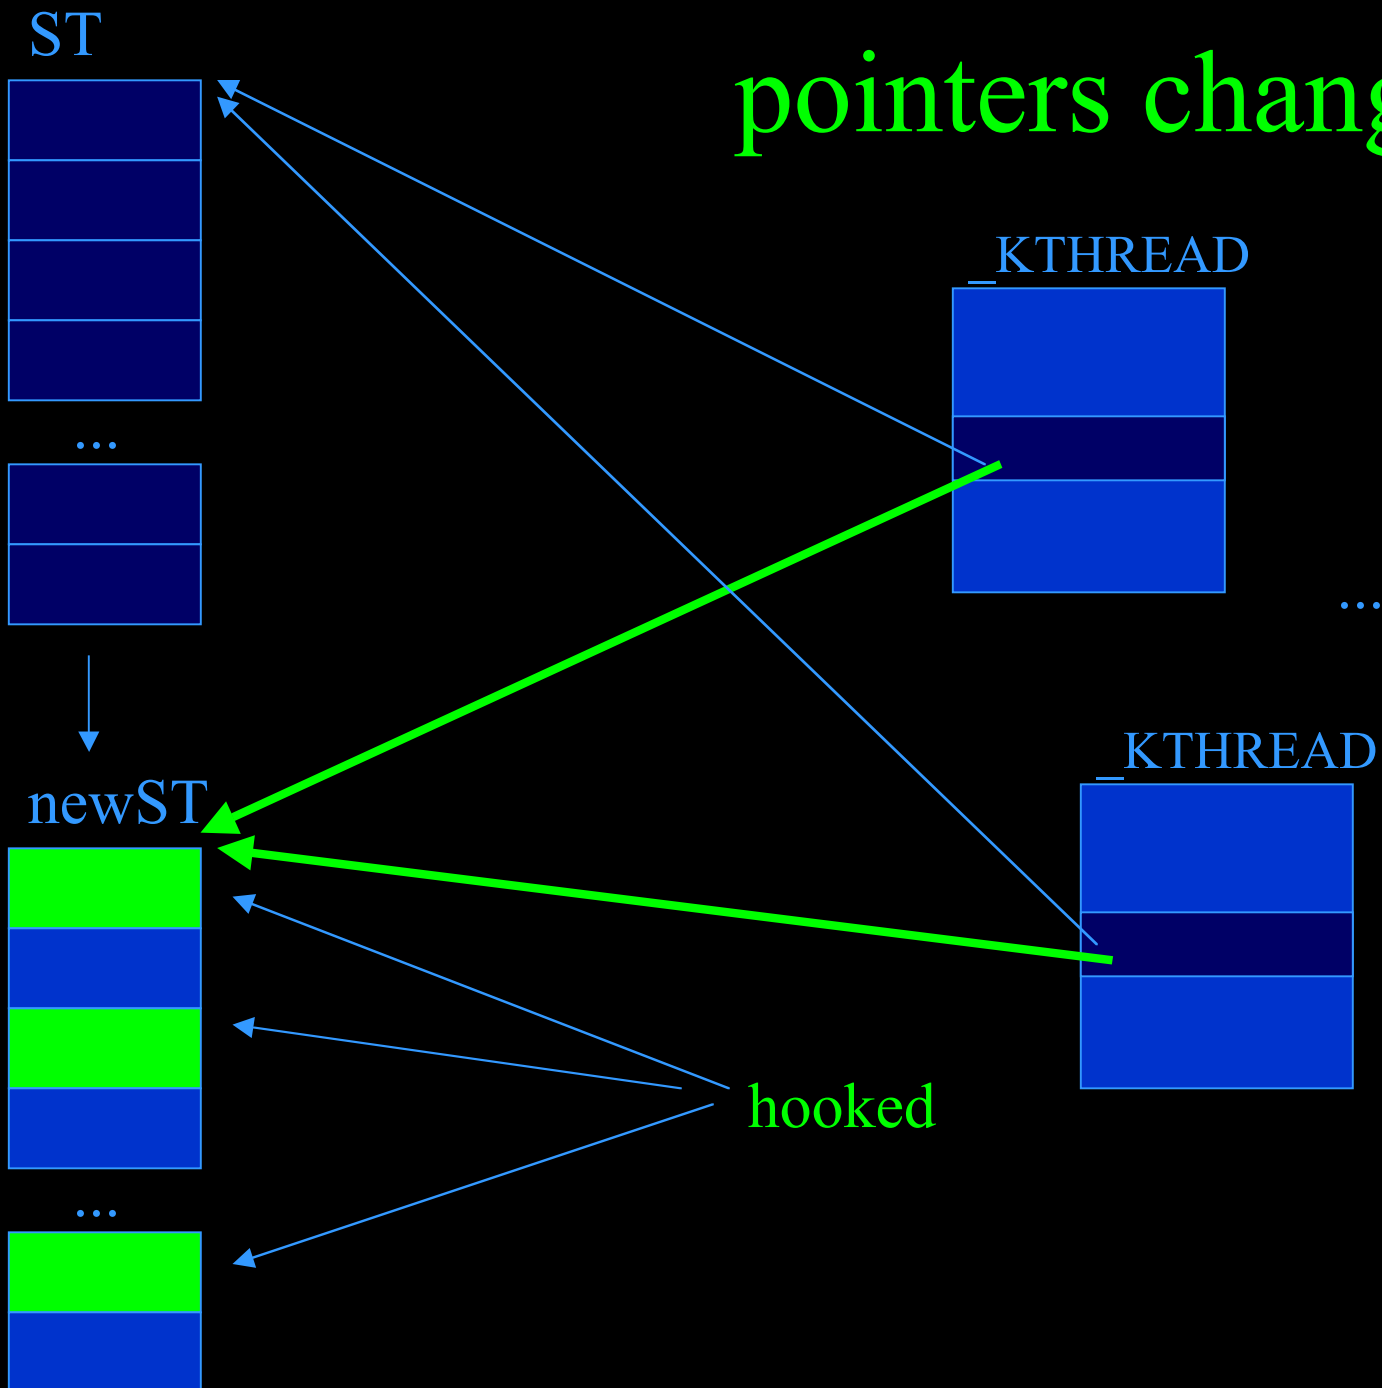 ST
pointers chang
_KTHREAD
...
...
_KTHREAD
newST
hooked
...